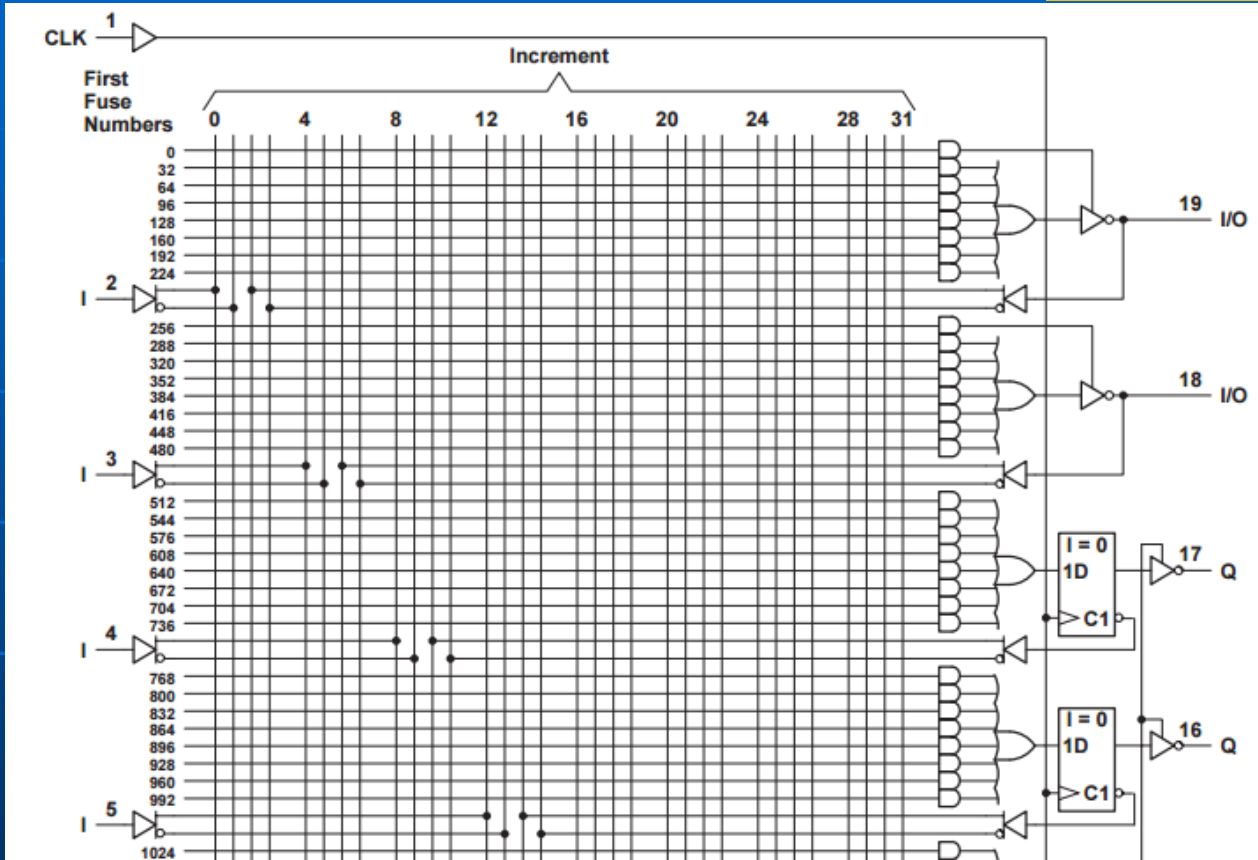 1
CLK
Increment
First
Fuse
Numbers
0 4 8 12 16 20 24 28 31
0
32
64
96
128
160
192
224
19
I/O
2
I
256
288
320
352
384
416
448
480
18
I/O
3
I
512
544
576
608
640
672
704
736
I = 0
1D
C1
17
Q
4
I
768
800
832
864
896
928
960
992
I = 0
1D
C1
16
Q
5
I
1024